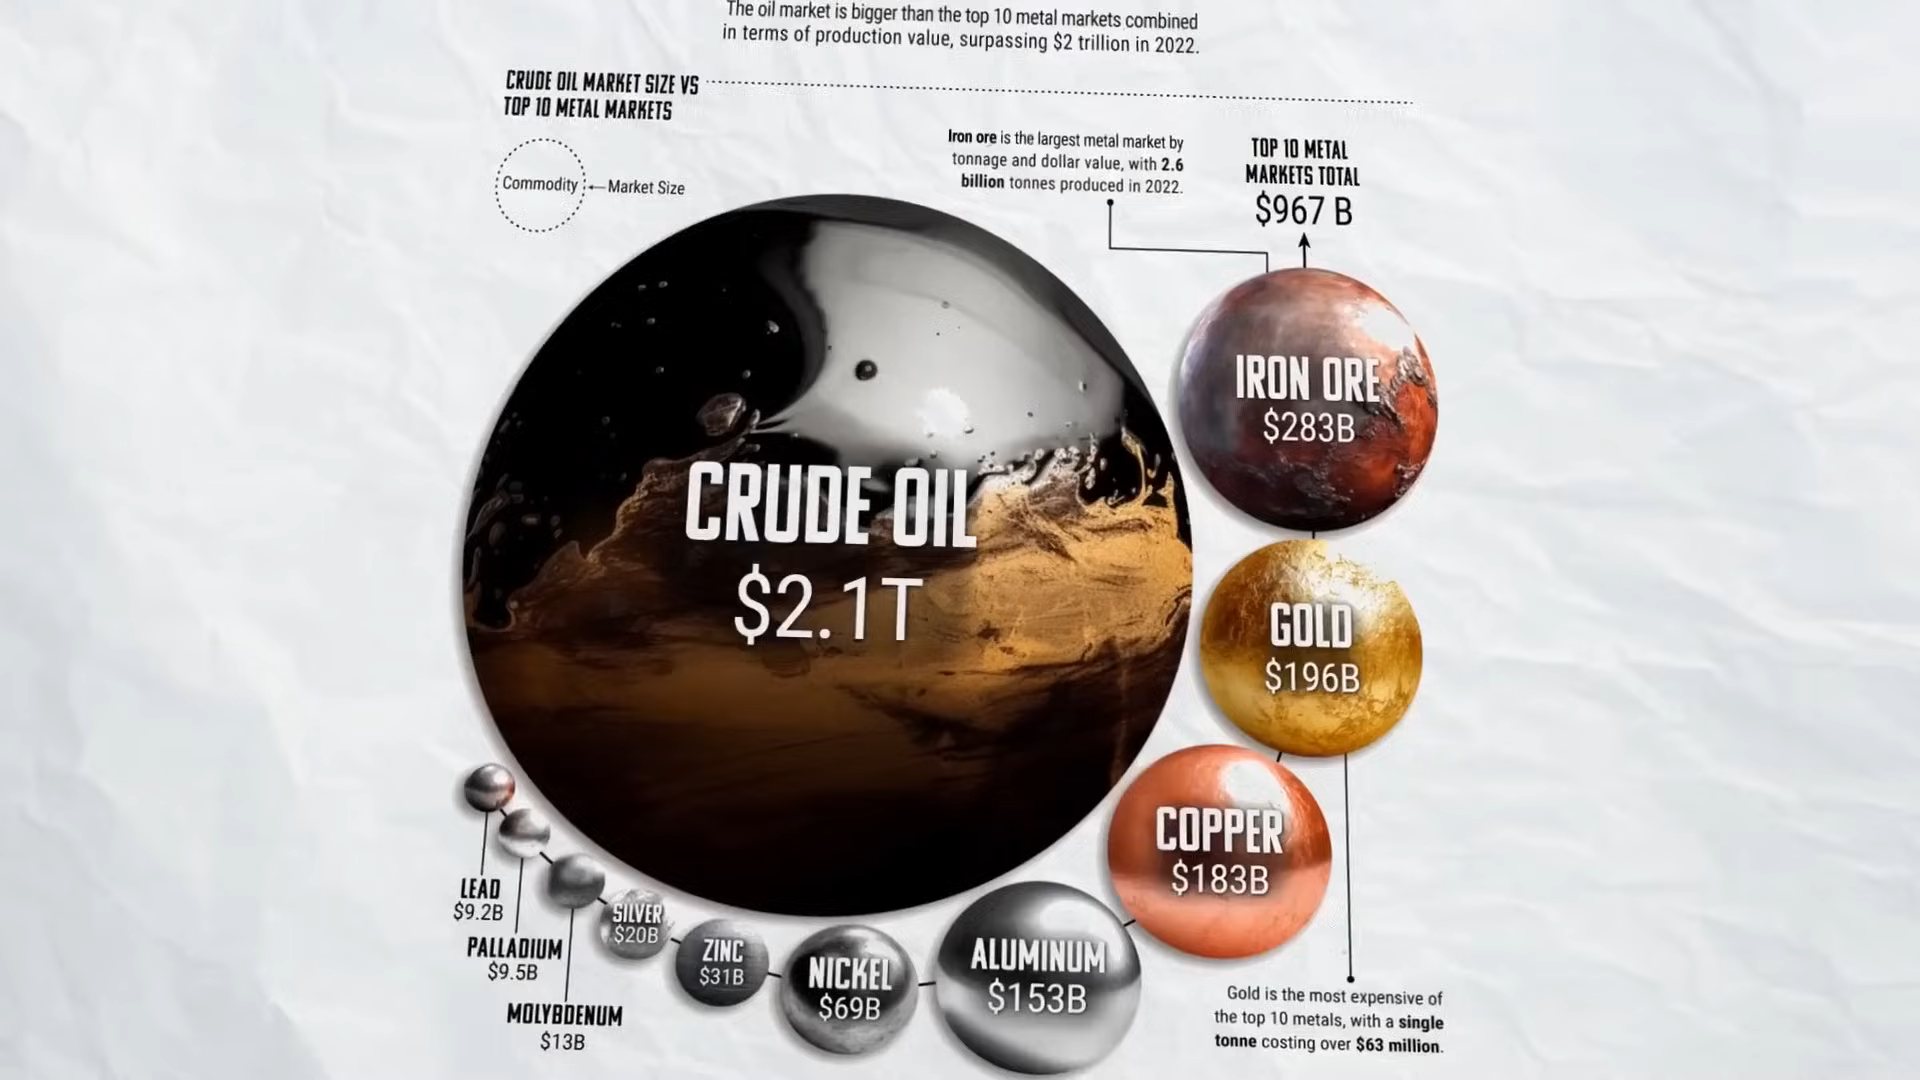 The oil market is bigger than the top 10 metal markets combined
in terms of production value, surpassing $2 trillion in 2022.
CRUDE OIL MARKET SIZE VS
TOP 10 METAL MARKETS
Commodity
Market Size
Iron ore is the largest metal market by
tonnage and dollar value, with 2.6
billion tonnes produced in 2022.
TOP 10 METAL
MARKETS TOTAL
$967 B
IRON ORE
$283B
CRUDE OIL
$2.1T
GOLD
$196B
COPPER
$183B
ALUMINUM
$153B
NICKEL
$69B
ZINC
$31B
SILVER
$20B
MOLYBDENUM
$13B
PALLADIUM
$9.5B
LEAD
$9.2B
Gold is the most expensive of
the top 10 metals, with a single
tonne costing over $63 million.